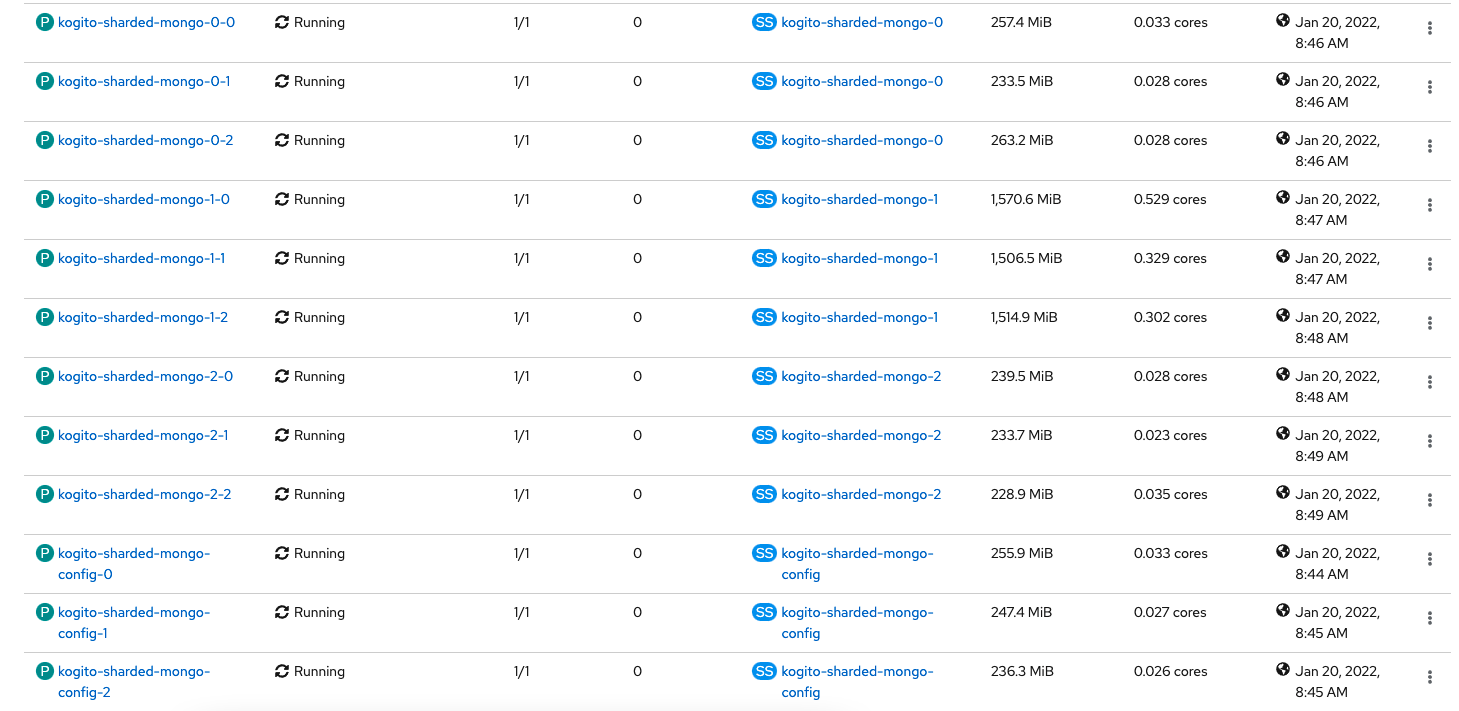 P kogito-sharded-mongo-0-0 Running 1/1 0 SS kogito-sharded-mongo-0 257.4 MiB 0.033 cores Jan 20, 2022,
8:46 AM
P kogito-sharded-mongo-0-1 Running 1/1 0 SS kogito-sharded-mongo-0 233.5 MiB 0.028 cores Jan 20, 2022,
8:46 AM
P kogito-sharded-mongo-0-2 Running 1/1 0 SS kogito-sharded-mongo-0 263.2 MiB 0.028 cores Jan 20, 2022,
8:46 AM
P kogito-sharded-mongo-1-0 Running 1/1 0 SS kogito-sharded-mongo-1 1,570.6 MiB 0.529 cores Jan 20, 2022,
8:47 AM
P kogito-sharded-mongo-1-1 Running 1/1 0 SS kogito-sharded-mongo-1 1,506.5 MiB 0.329 cores Jan 20, 2022,
8:47 AM
P kogito-sharded-mongo-1-2 Running 1/1 0 SS kogito-sharded-mongo-1 1,514.9 MiB 0.302 cores Jan 20, 2022,
8:48 AM
P kogito-sharded-mongo-2-0 Running 1/1 0 SS kogito-sharded-mongo-2 239.5 MiB 0.028 cores Jan 20, 2022,
8:48 AM
P kogito-sharded-mongo-2-1 Running 1/1 0 SS kogito-sharded-mongo-2 233.7 MiB 0.023 cores Jan 20, 2022,
8:49 AM
P kogito-sharded-mongo-2-2 Running 1/1 0 SS kogito-sharded-mongo-2 228.9 MiB 0.035 cores Jan 20, 2022,
8:49 AM
P kogito-sharded-mongo- Running 1/1 0 SS kogito-sharded-mongo- 255.9 MiB 0.033 cores Jan 20, 2022,
config-0 config 8:44 AM
P kogito-sharded-mongo- Running 1/1 0 SS kogito-sharded-mongo- 247.4 MiB 0.027 cores Jan 20, 2022,
config-1 config 8:45 AM
P kogito-sharded-mongo- Running 1/1 0 SS kogito-sharded-mongo- 236.3 MiB 0.026 cores Jan 20, 2022,
config-2 config 8:45 AM